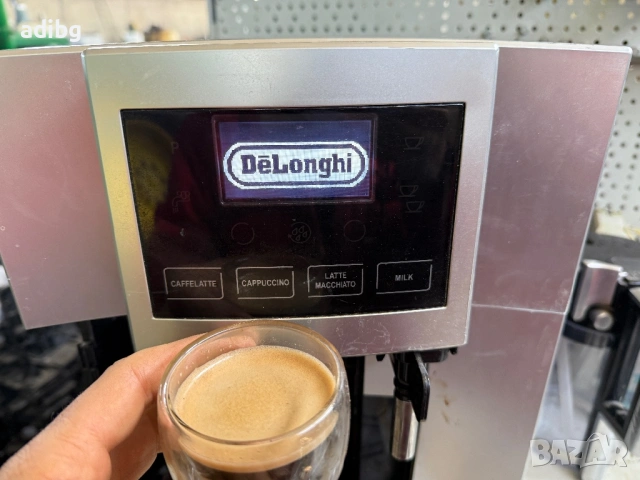 adibg
DēLonghi
CAFFELATTE
CAPPUCCINO
LATTE
MACCHIATO
MILK
BAZAR